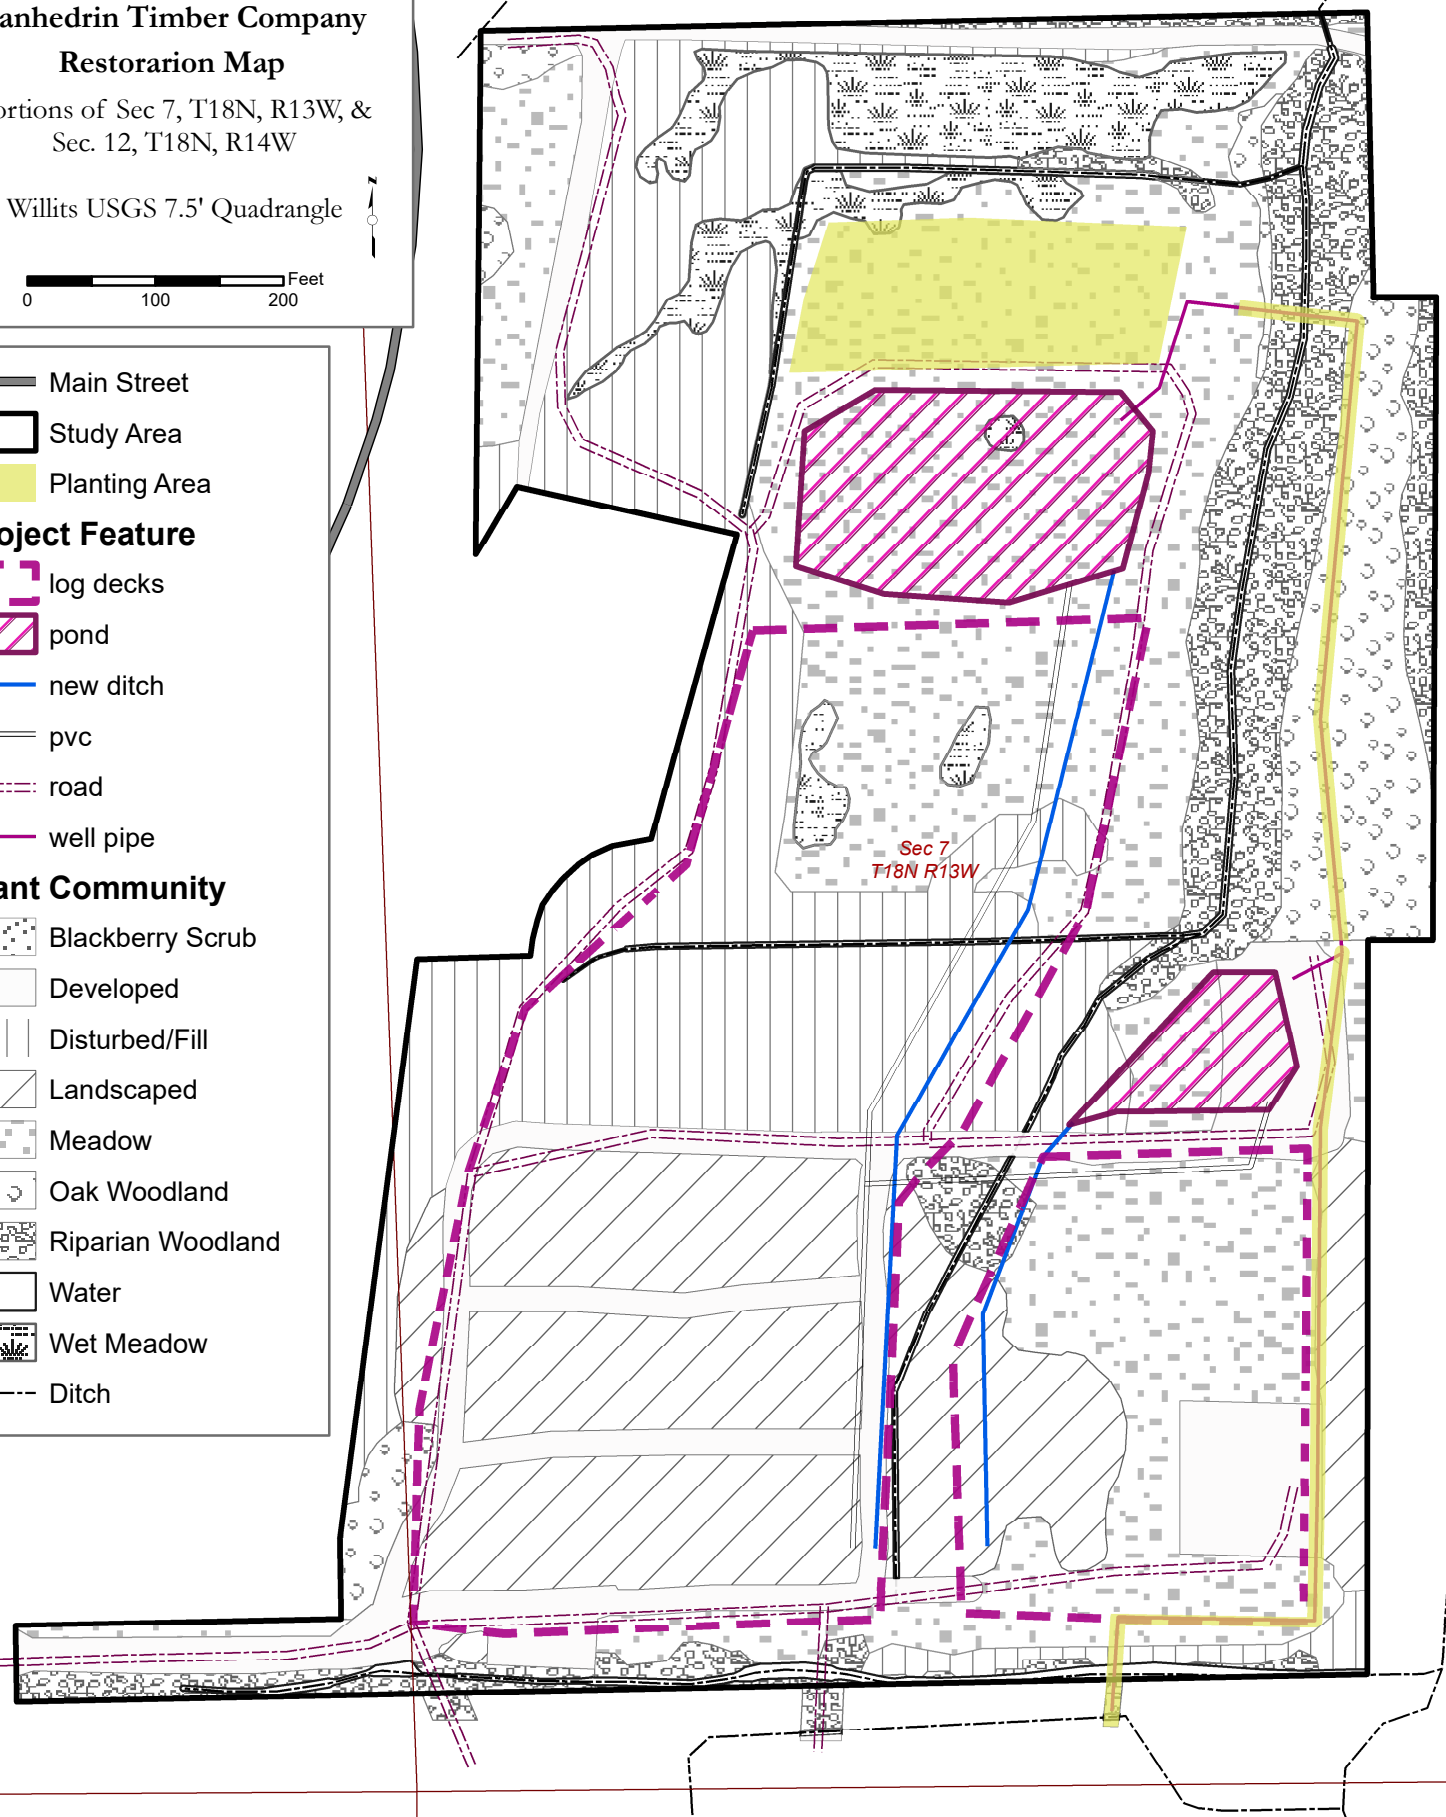 anhedrin Timber Company
Restorarion Map
ortions of Sec 7, T18N, R13W, &
Sec. 12, T18N, R14W
Willits USGS 7.5' Quadrangle
Feet
0 100 200
Main Street
Study Area
Planting Area
oject Feature
log decks
pond
new ditch
pvc
road
well pipe
ant Community
Blackberry Scrub
Developed
Disturbed/Fill
Landscaped
Meadow
Oak Woodland
Riparian Woodland
Water
Wet Meadow
Ditch
Sec 7
T18N R13W